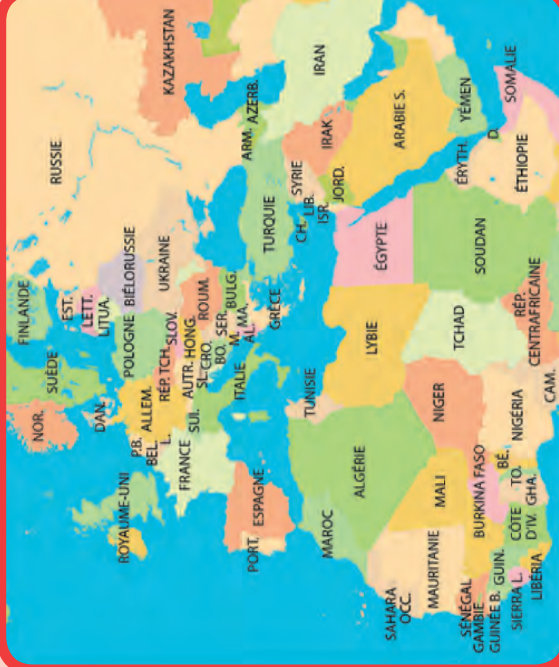 FINLANDE
SUÈDE
NOR.
EST.
LETT.
LITUA.
RUSSIE
DAN.
BIÉLORUSSIE
KAZAKHSTAN
ROYAUME-UNI
P.B.
BEL.
L.
ALLEM.
POLOGNE
RÉP. TCH.
SLOV.
UKRAINE
FRANCE
SUI.
AUTR.
HONG.
SL.
CRO.
BO.
SER.
ROUM.
BULG.
M.
MA.
AL.
ITALIE
GRÈCE
PORT.
ESPAGNE
TURQUIE
ARM.
AZERB.
CH.
LIB.
ISR.
SYRIE
JORD.
IRAK
IRAN
MAROC
ALGÉRIE
TUNISIE
LYBIE
ÉGYPTE
ARABIE S.
SAHARA
OCC.
MAURITANIE
MALI
NIGER
TCHAD
SOUDAN
ÉRYTH.
YÉMEN
D.
SOMALIE
ÉTHIOPIE
SÉNÉGAL
GAMBIE
GUINÉE B.
GUIN.
SIERRA L.
LIBÉRIA
CÔTE
D'IV.
BURKINA FASO
GHA.
TO.
BÉ.
NIGÉRIA
CAM.
RÉP.
CENTRAFRICAINE